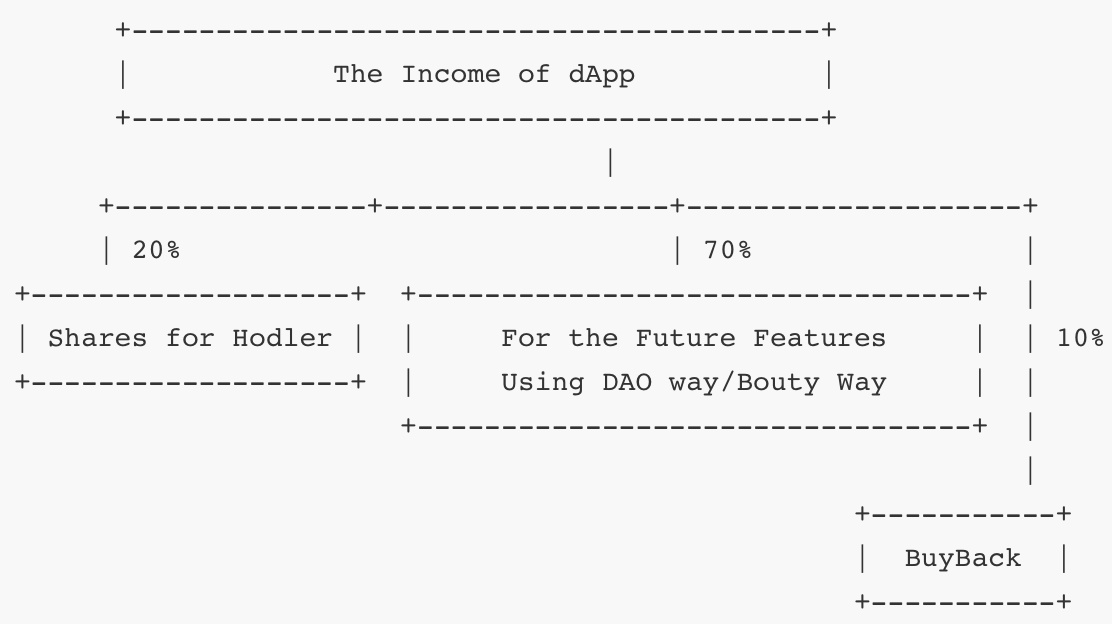 The Income of dApp
20% 70%
Shares for Hodler For the Future Features 10%
Using DAO way/Bouty Way
BuyBack